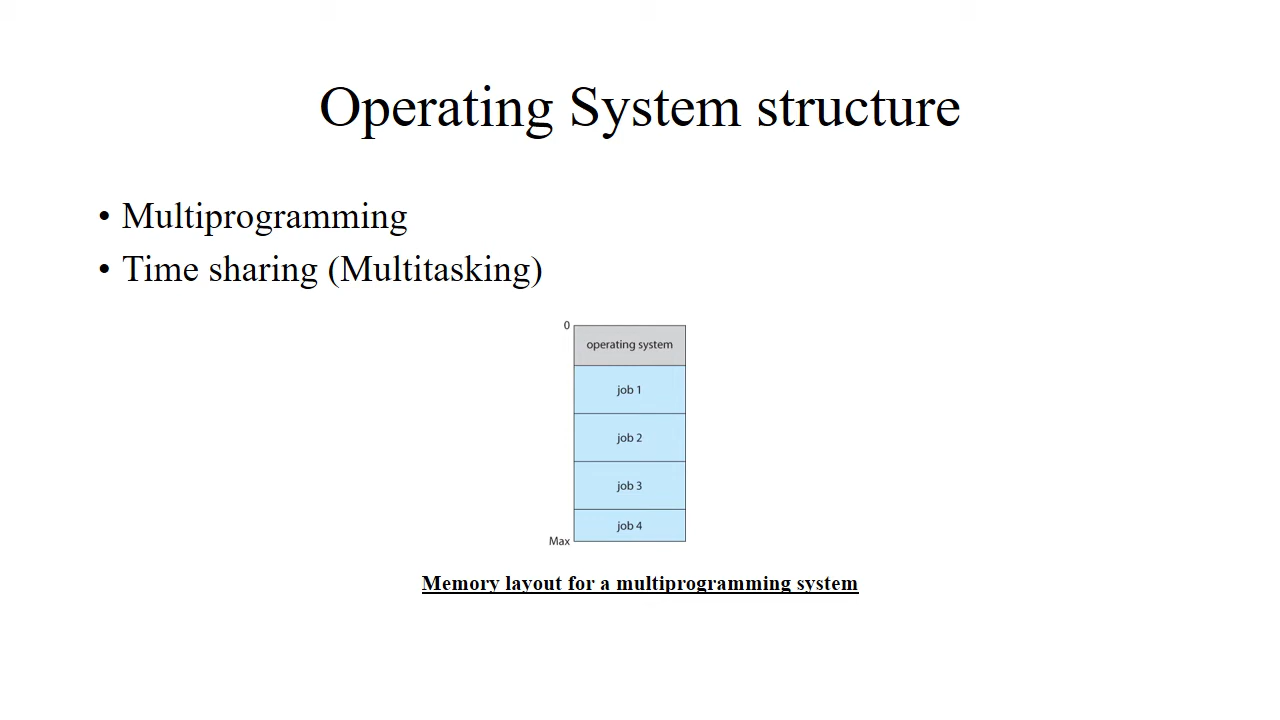 Operating System structure
• Multiprogramming
• Time sharing (Multitasking)
0
operating system
job 1
job 2
job 3
job 4
Max
Memory layout for a multiprogramming system